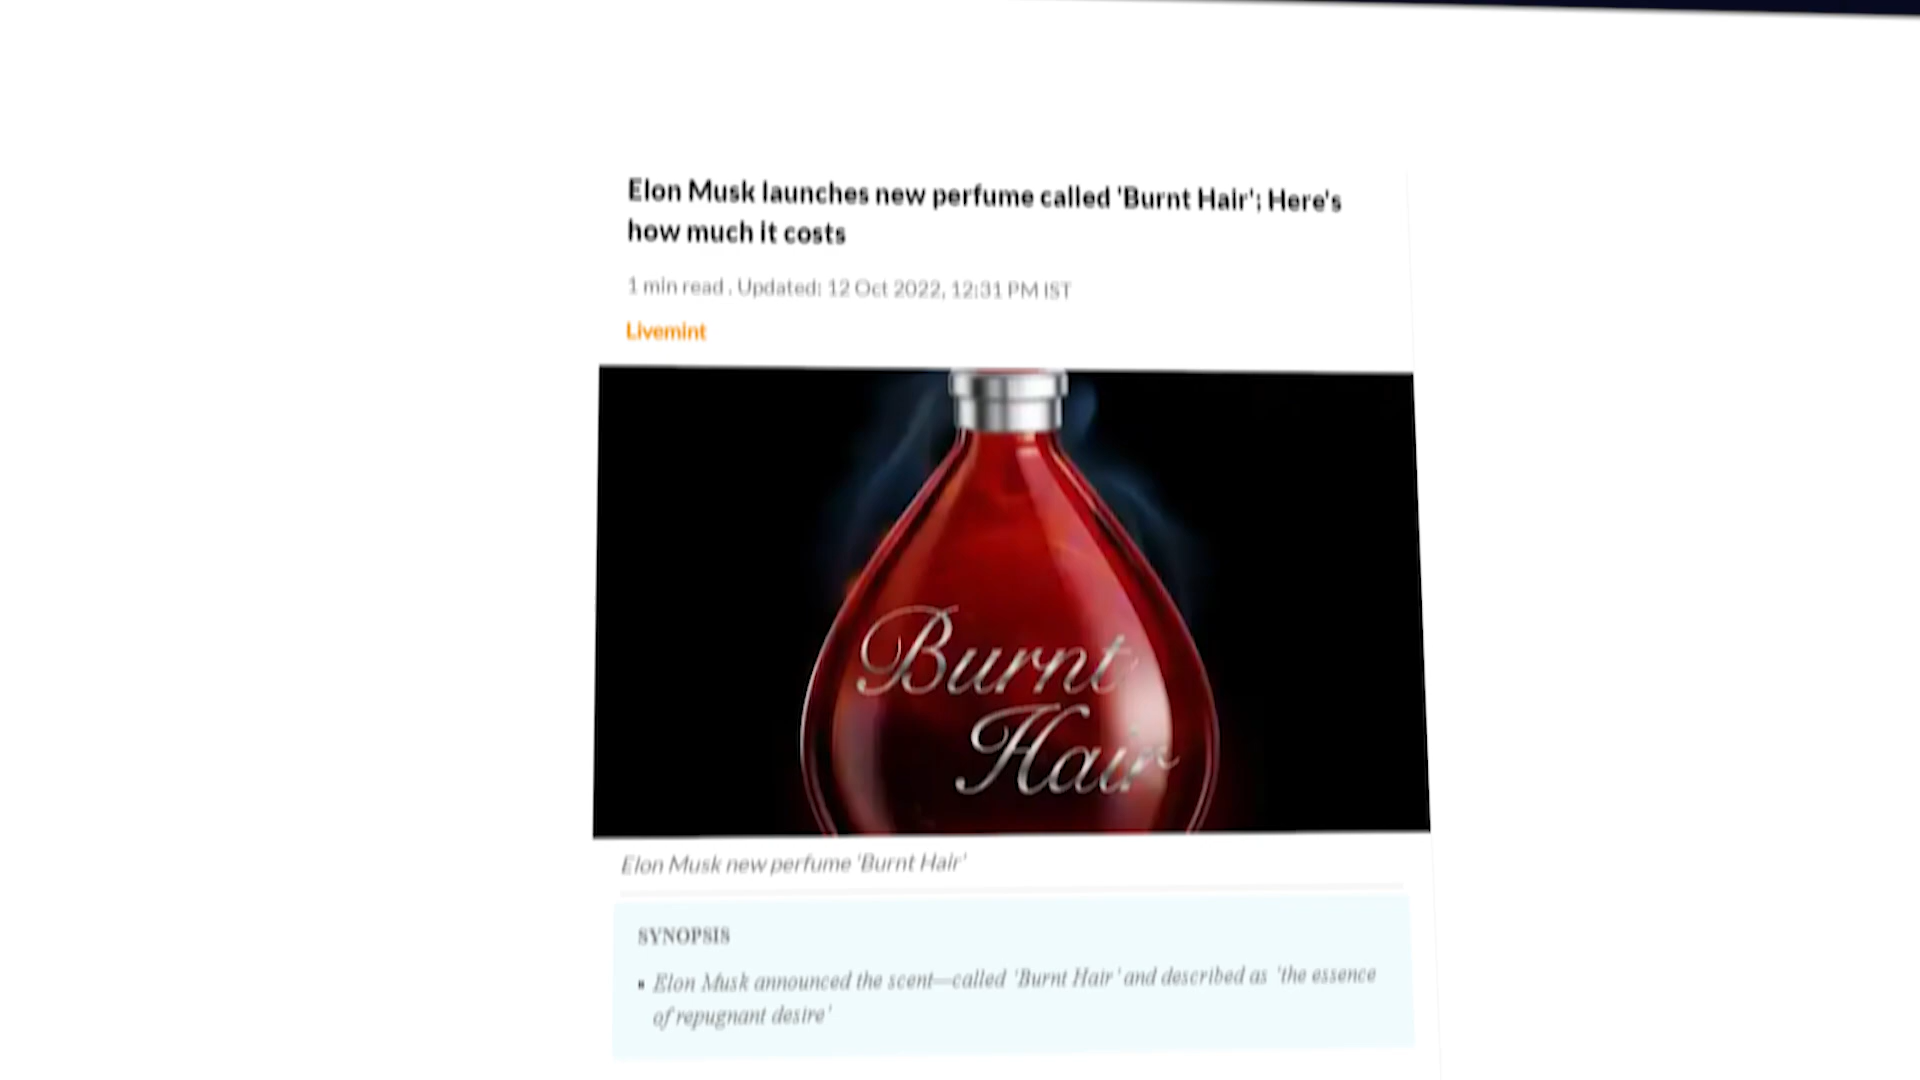 Elon Musk launches new perfume called 'Burnt Hair'; Here's
how much it costs
1 min read . Updated: 12 Oct 2022, 12:31 PM IST
Livemint
Burnt
Hair
Elon Musk new perfume 'Burnt Hair'
SYNOPSIS
▪ Elon Musk announced the scent—called 'Burnt Hair' and described as 'the essence
of repugnant desire'